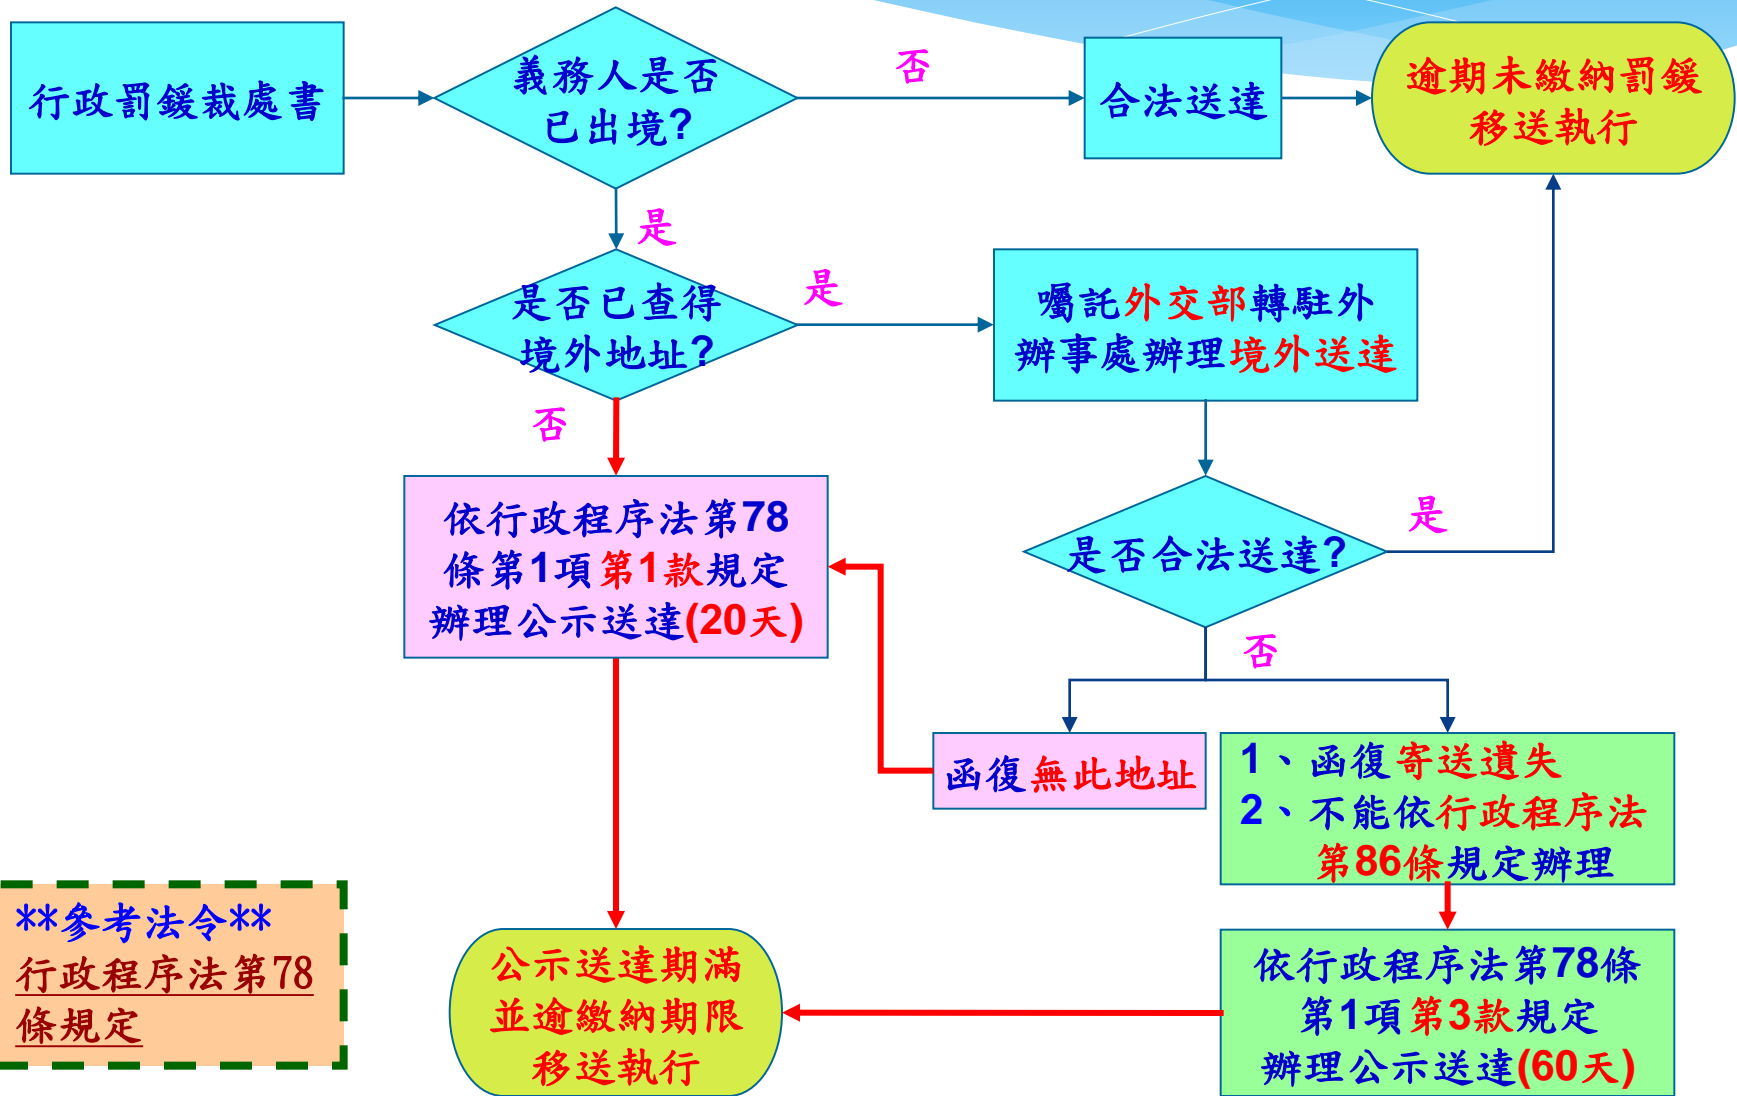 行政罰鍰裁處書
義務人是否
已出境?
否
合法送達
逾期未繳納罰鍰
移送執行
是
是否已查得
境外地址?
是
囑託外交部轉駐外
辦事處辦理境外送達
否
依行政程序法第78
條第1項第1款規定
辦理公示送達(20天)
是否合法送達?
是
否
函復無此地址
1、函復寄送遺失
2、不能依行政程序法
第86條規定辦理
**參考法令**
行政程序法第78
條規定
公示送達期滿
並逾繳納期限
移送執行
依行政程序法第78條
第1項第3款規定
辦理公示送達(60天)